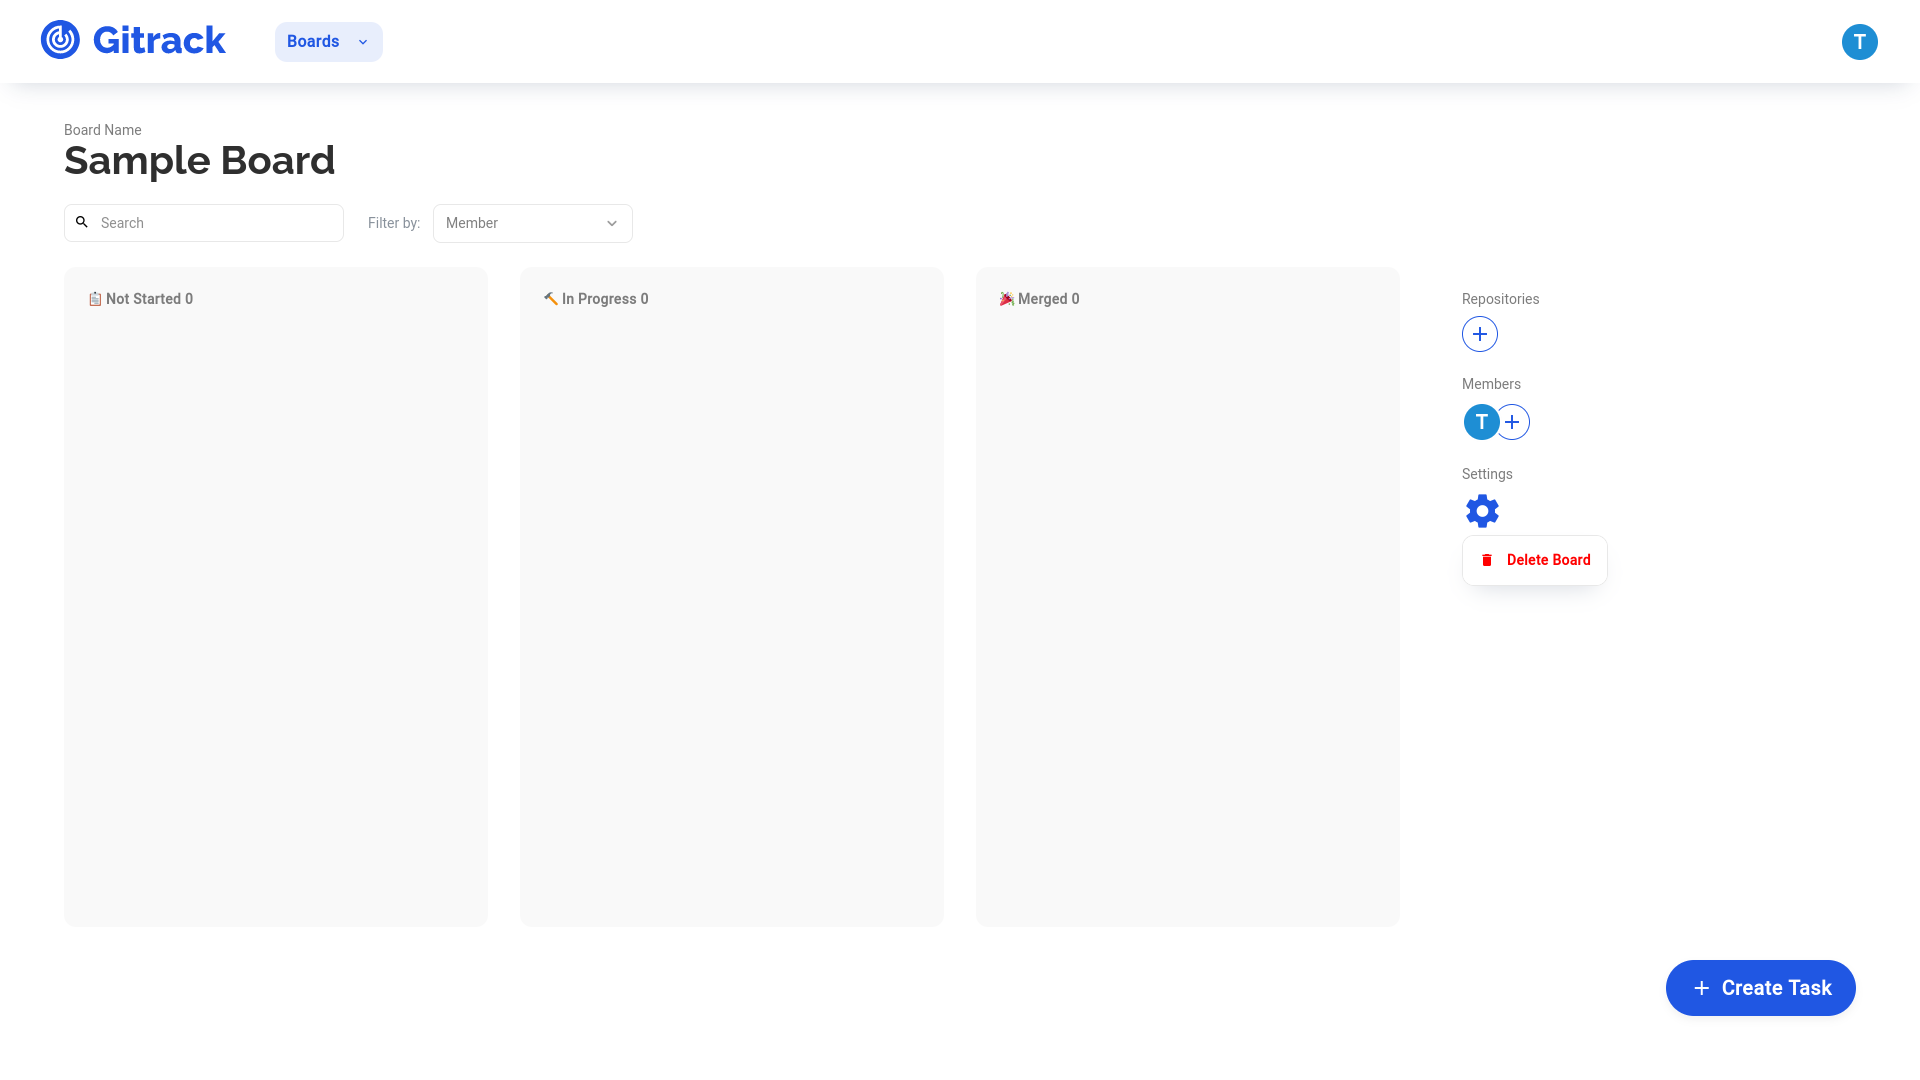 Gitrack
Boards
T
Board Name
Sample Board
Search
Filter by:
Member
Not Started 0
In Progress 0
Merged 0
Repositories
Members
T
Settings
Delete Board
Create Task